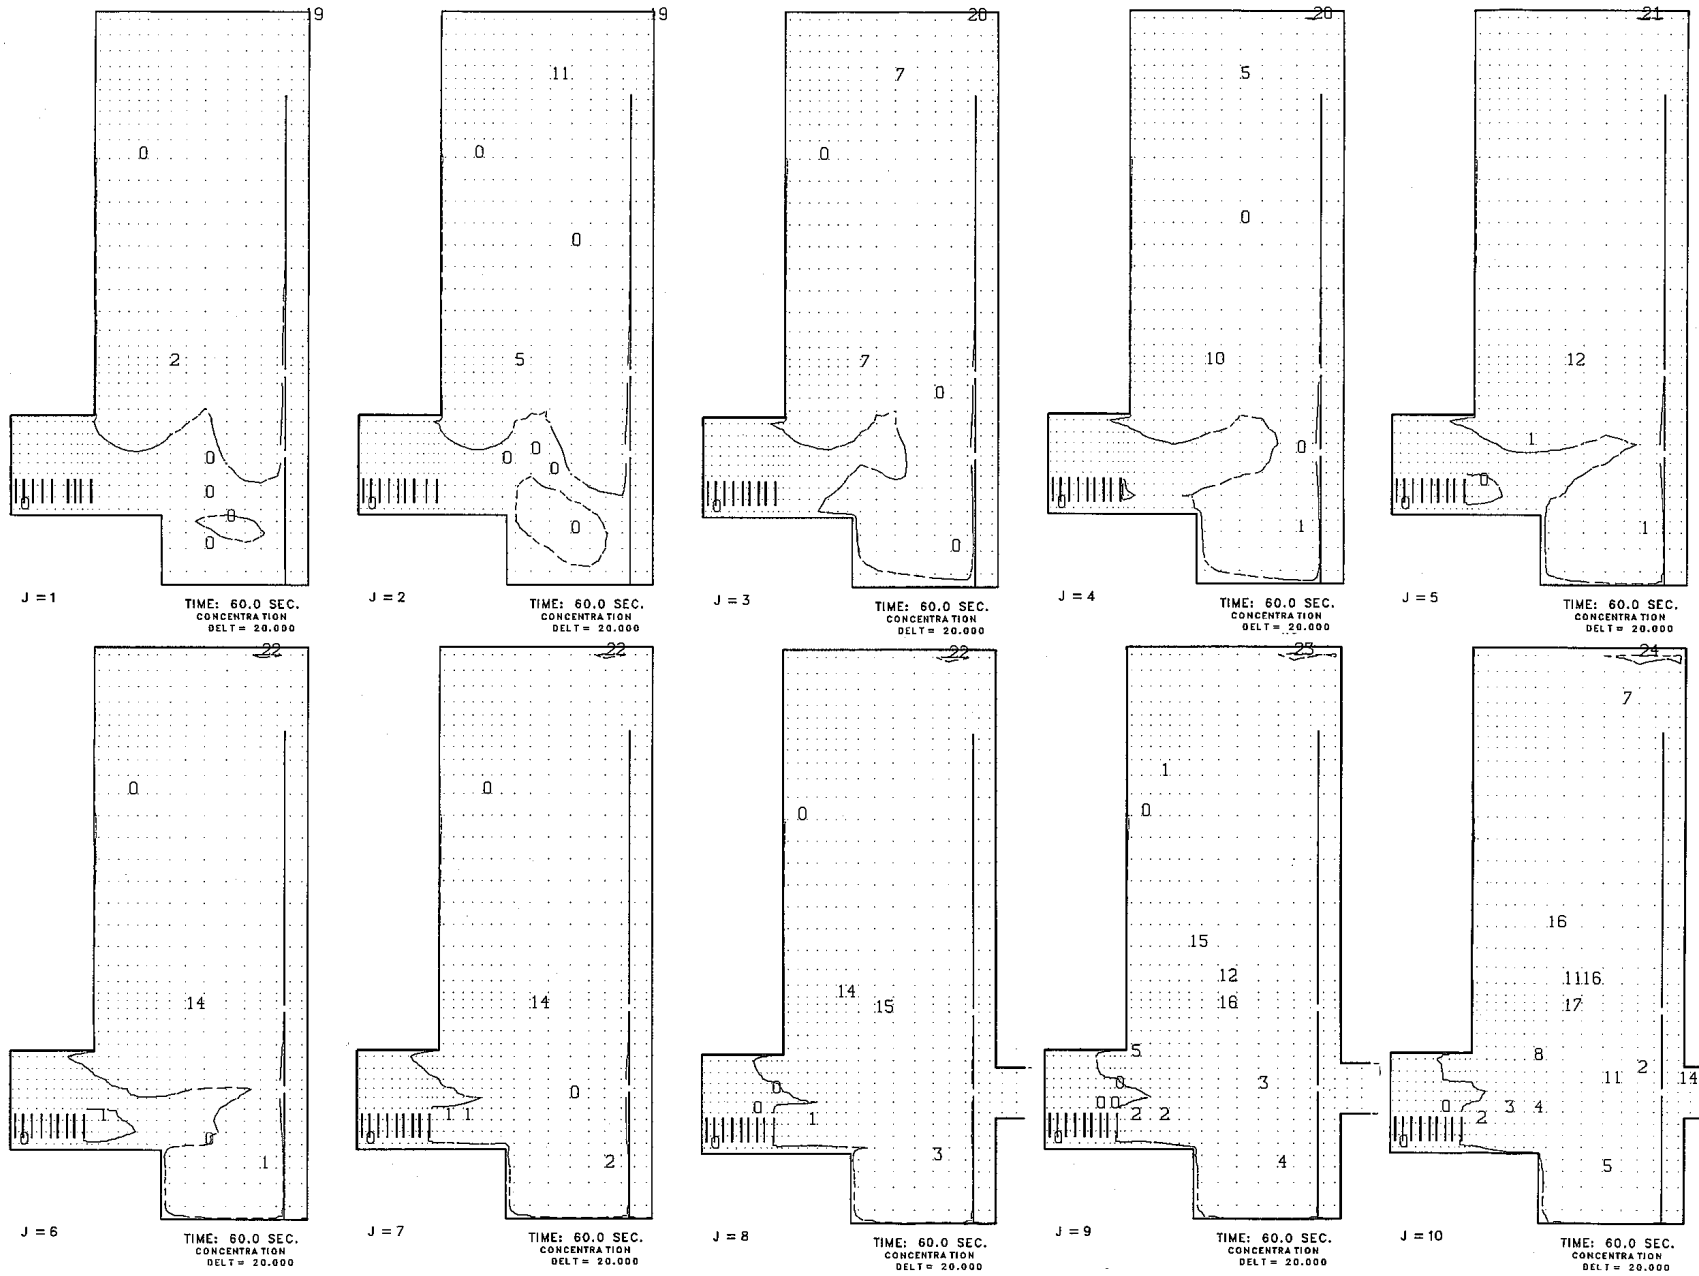 19
0
2
0
0
0
0
0
J = 1
TIME: 60.0 SEC.
CONCENTRATION
DELT = 20.000
19
11
0
0
5
0
0
0
0
0
J = 2
TIME: 60.0 SEC.
CONCENTRATION
DELT = 20.000
20
7
0
7
0
0
0
J = 3
TIME: 60.0 SEC.
CONCENTRATION
DELT = 20.000
20
5
0
10
0
0
1
J = 4
TIME: 60.0 SEC.
CONCENTRATION
DELT = 20.000
21
12
1
0
0
1
J = 5
TIME: 60.0 SEC.
CONCENTRATION
DELT = 20.000
22
0
14
1
0
0
1
J = 6
TIME: 60.0 SEC.
CONCENTRATION
DELT = 20.000
22
0
14
0
1 1
0
2
J = 7
TIME: 60.0 SEC.
CONCENTRATION
DELT = 20.000
22
0
14
15
0
0
1
0
3
J = 8
TIME: 60.0 SEC.
CONCENTRATION
DELT = 20.000
23
1
0
15
12
16
5
0
3
0 0
2 2
0
4
J = 9
TIME: 60.0 SEC.
CONCENTRATION
DELT = 20.000
24
7
16
11 16
17
8
2
11
14
0
3 4
2
0
5
J = 10
TIME: 60.0 SEC.
CONCENTRATION
DELT = 20.000